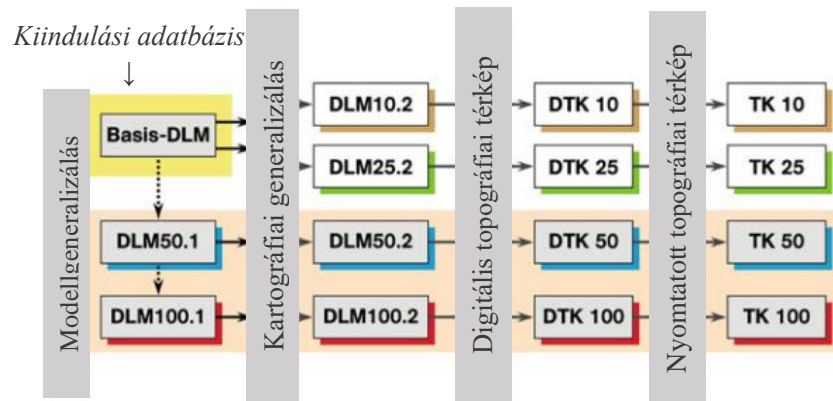 Kiindulási adatbázis
↓
Modellgeneralizálás
Kartográfiai generalizálás
Digitális topográfiai térkép
Nyomtatott topográfiai térkép
Basis-DLM
DLM10.2
DTK 10
TK 10
DLM25.2
DTK 25
TK 25
DLM50.1
DLM50.2
DTK 50
TK 50
DLM100.1
DLM100.2
DTK 100
TK 100